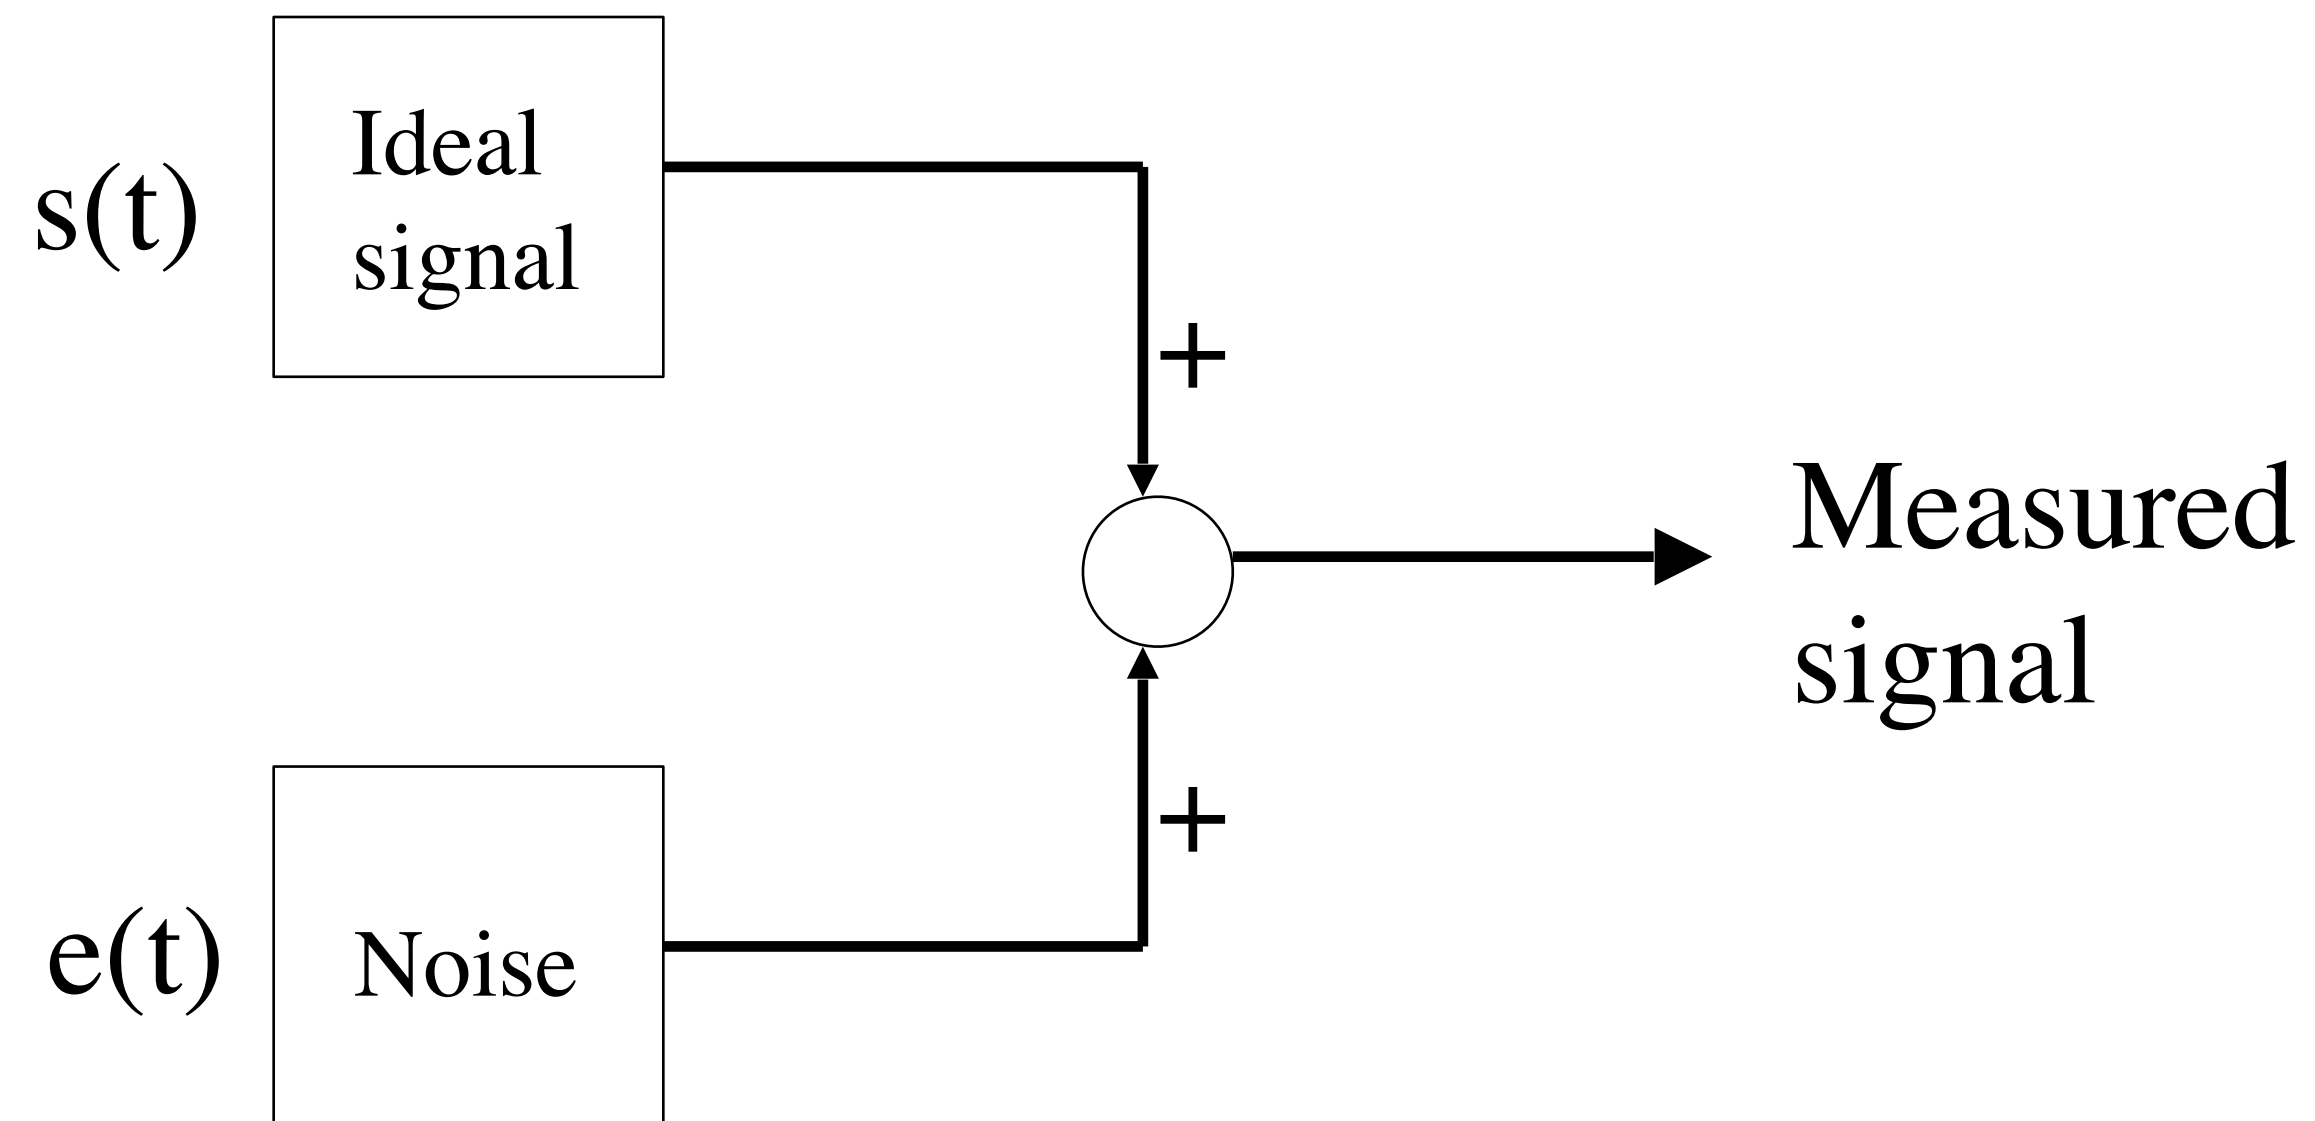 s(t)
Ideal
signal
+
Measured
signal
+
e(t)
Noise